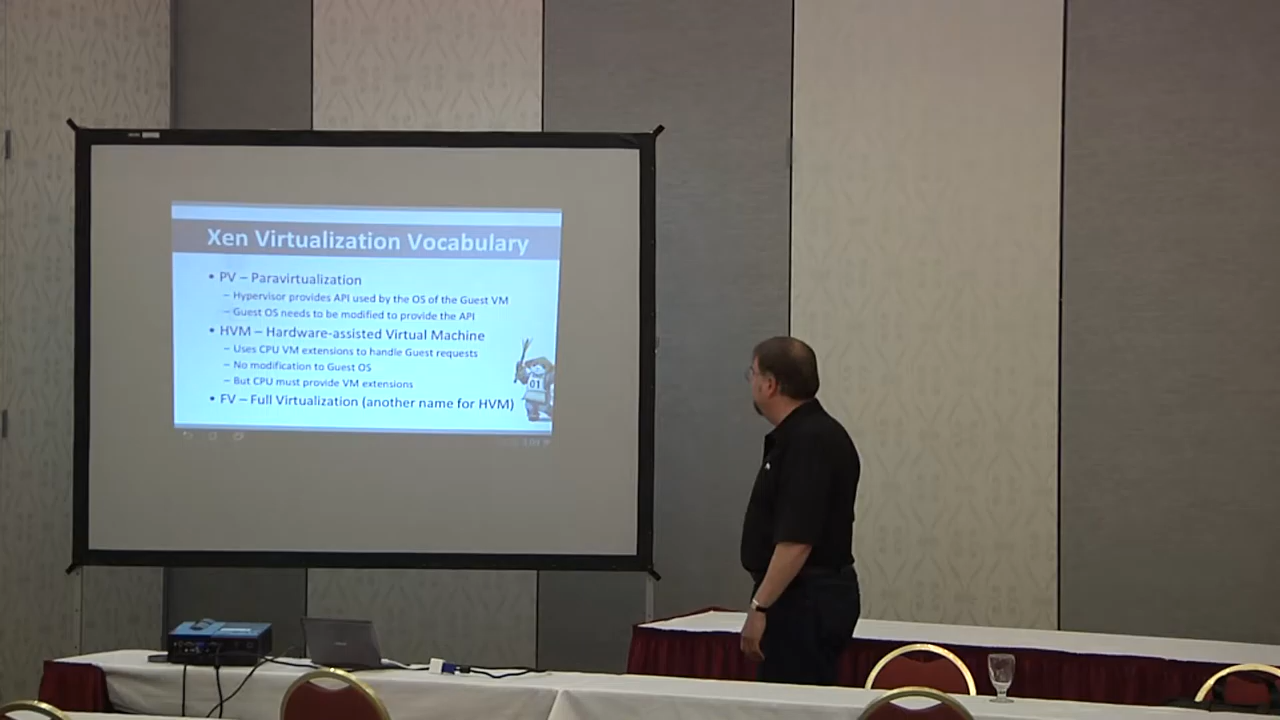 Xen Virtualization Vocabulary
• PV – Paravirtualization
– Hypervisor provides API used by the OS of the Guest VM
– Guest OS needs to be modified to provide the API
• HVM – Hardware-assisted Virtual Machine
– Uses CPU VM extensions to handle Guest requests
– No modification to Guest OS
– But CPU must provide VM extensions
01
• FV – Full Virtualization (another name for HVM)